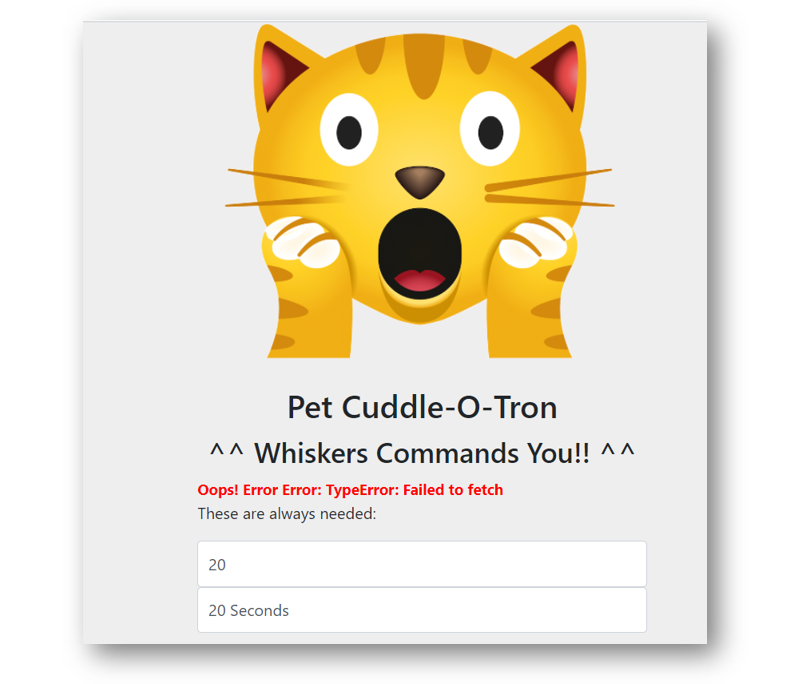 Pet Cuddle-O-Tron
^^ Whiskers Commands You!! ^^
Oops! Error Error: TypeError: Failed to fetch
These are always needed:
20
20 Seconds